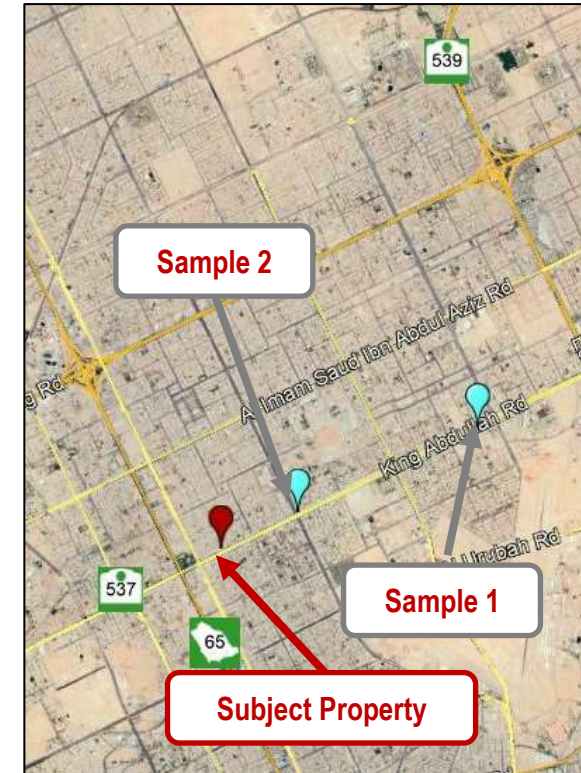 539
Sample 2
Al Imam Saud Ibn Abdul Aziz Rd
g Rd
King Abdullah Rd
Urubah Rd
537
Sample 1
65
Subject Property